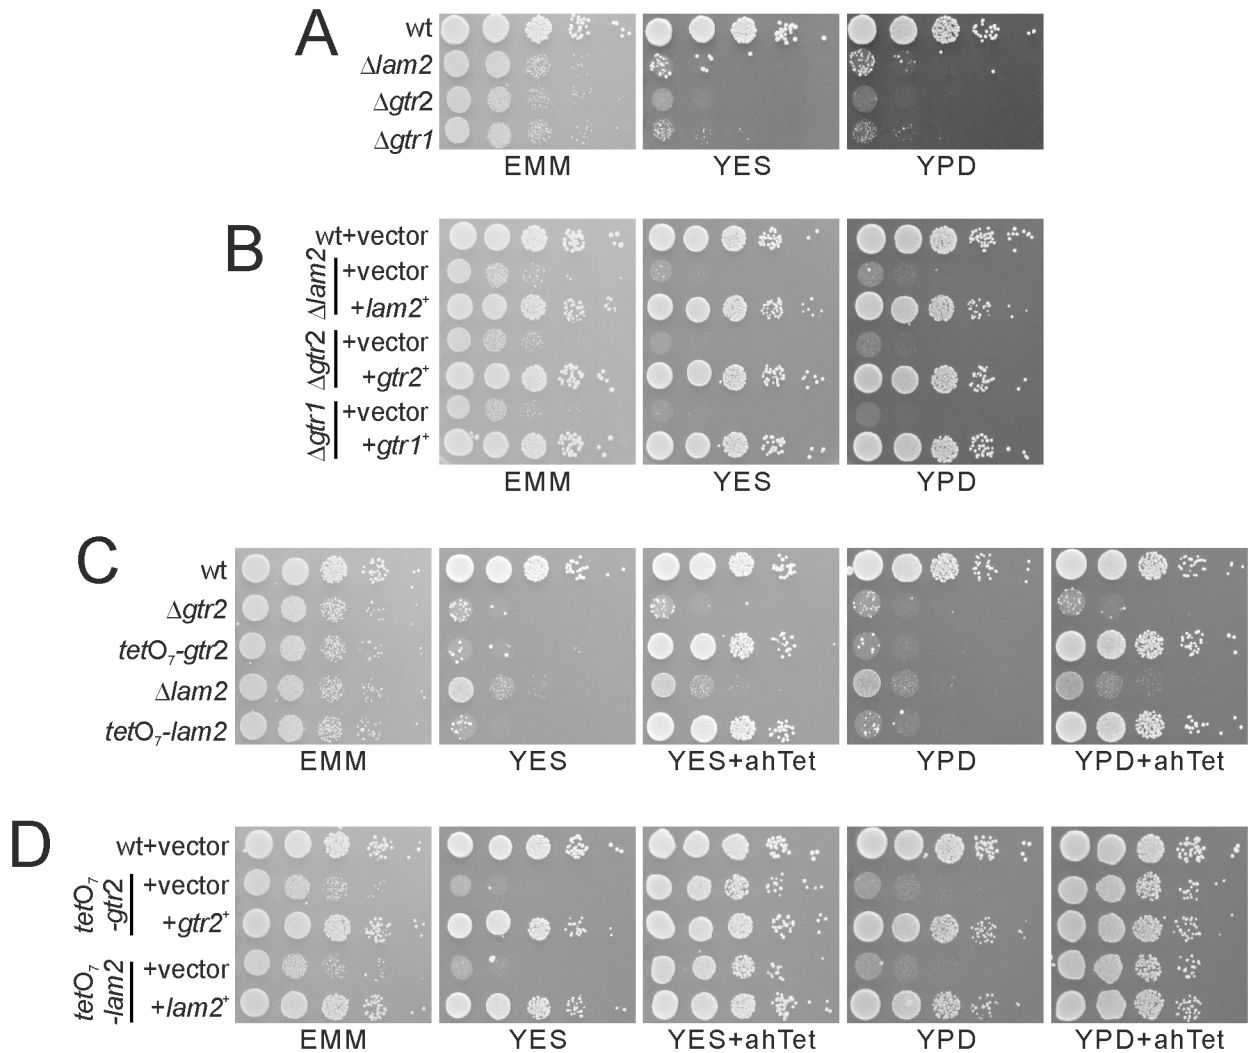 A
wt
Δlam2
Δgtr2
Δgtr1
EMM YES YPD
B
wt+vector
Δlam2
+vector
+lam2⁺
Δgtr2
+vector
+gtr2⁺
Δgtr1
+vector
+gtr1⁺
EMM YES YPD
C
wt
Δgtr2
tetO₇-gtr2
Δlam2
tetO₇-lam2
EMM YES YES+ahTet YPD YPD+ahTet
D
wt+vector
tetO₇
-gtr2
+vector
+gtr2⁺
tetO₇
-lam2
+vector
+lam2⁺
EMM YES YES+ahTet YPD YPD+ahTet